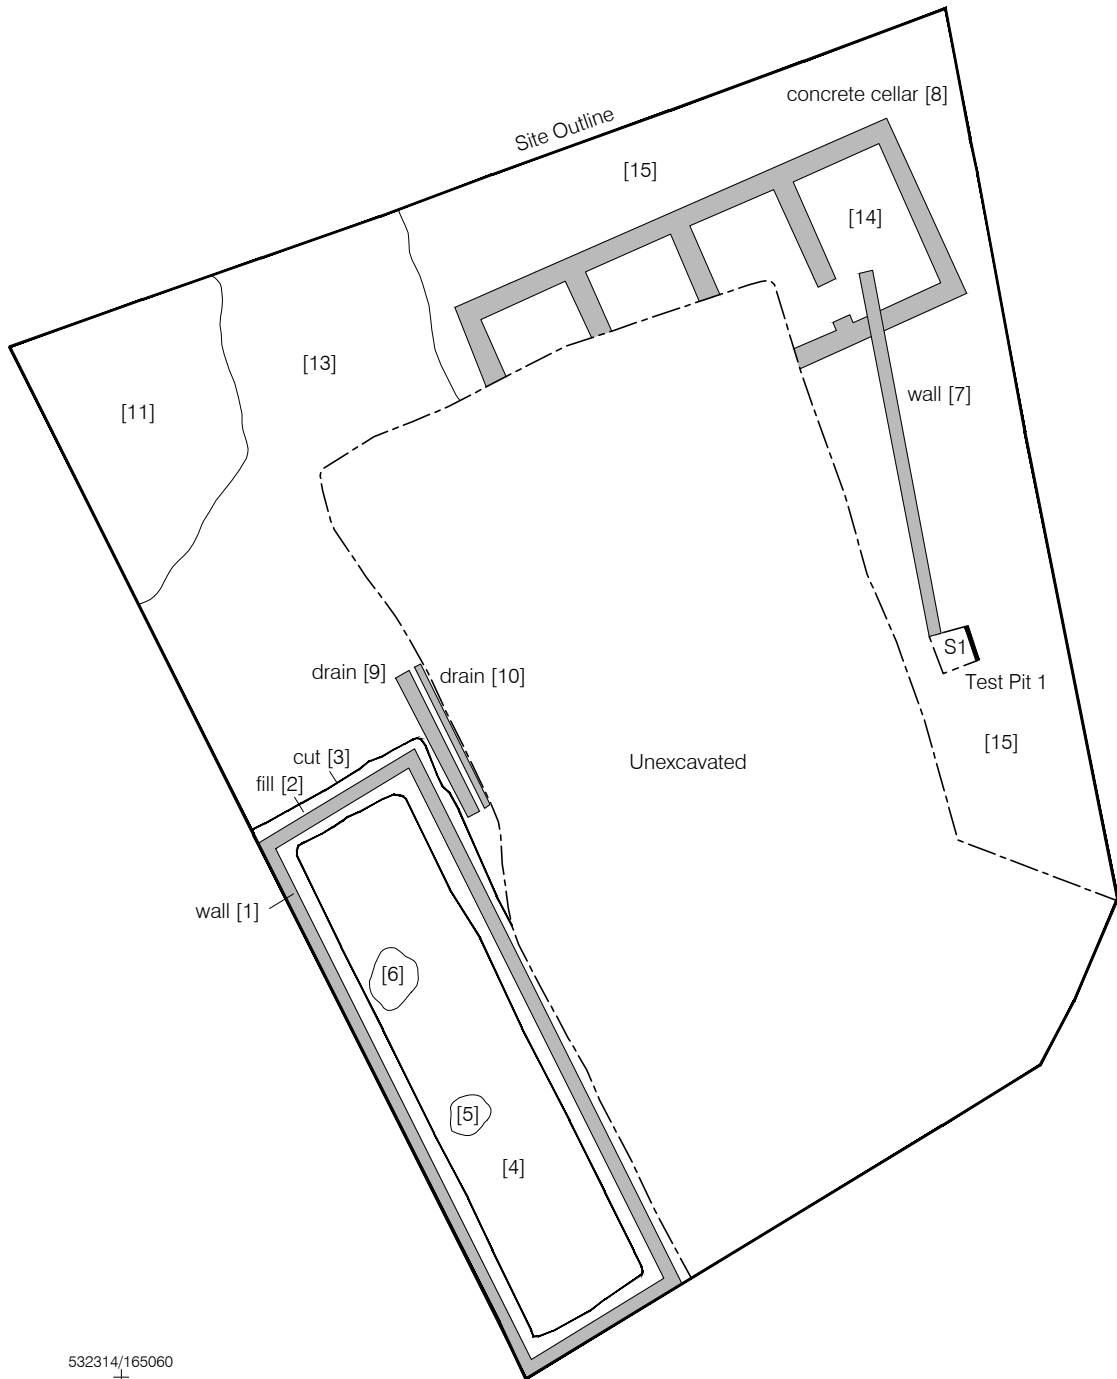 concrete cellar [8]
Site Outline
[15]
[14]
[13]
wall [7]
[11]
S1
drain [9]
drain [10]
Test Pit 1
[15]
cut [3]
Unexcavated
fill [2]
wall [1]
[6]
[5]
[4]
532314/165060